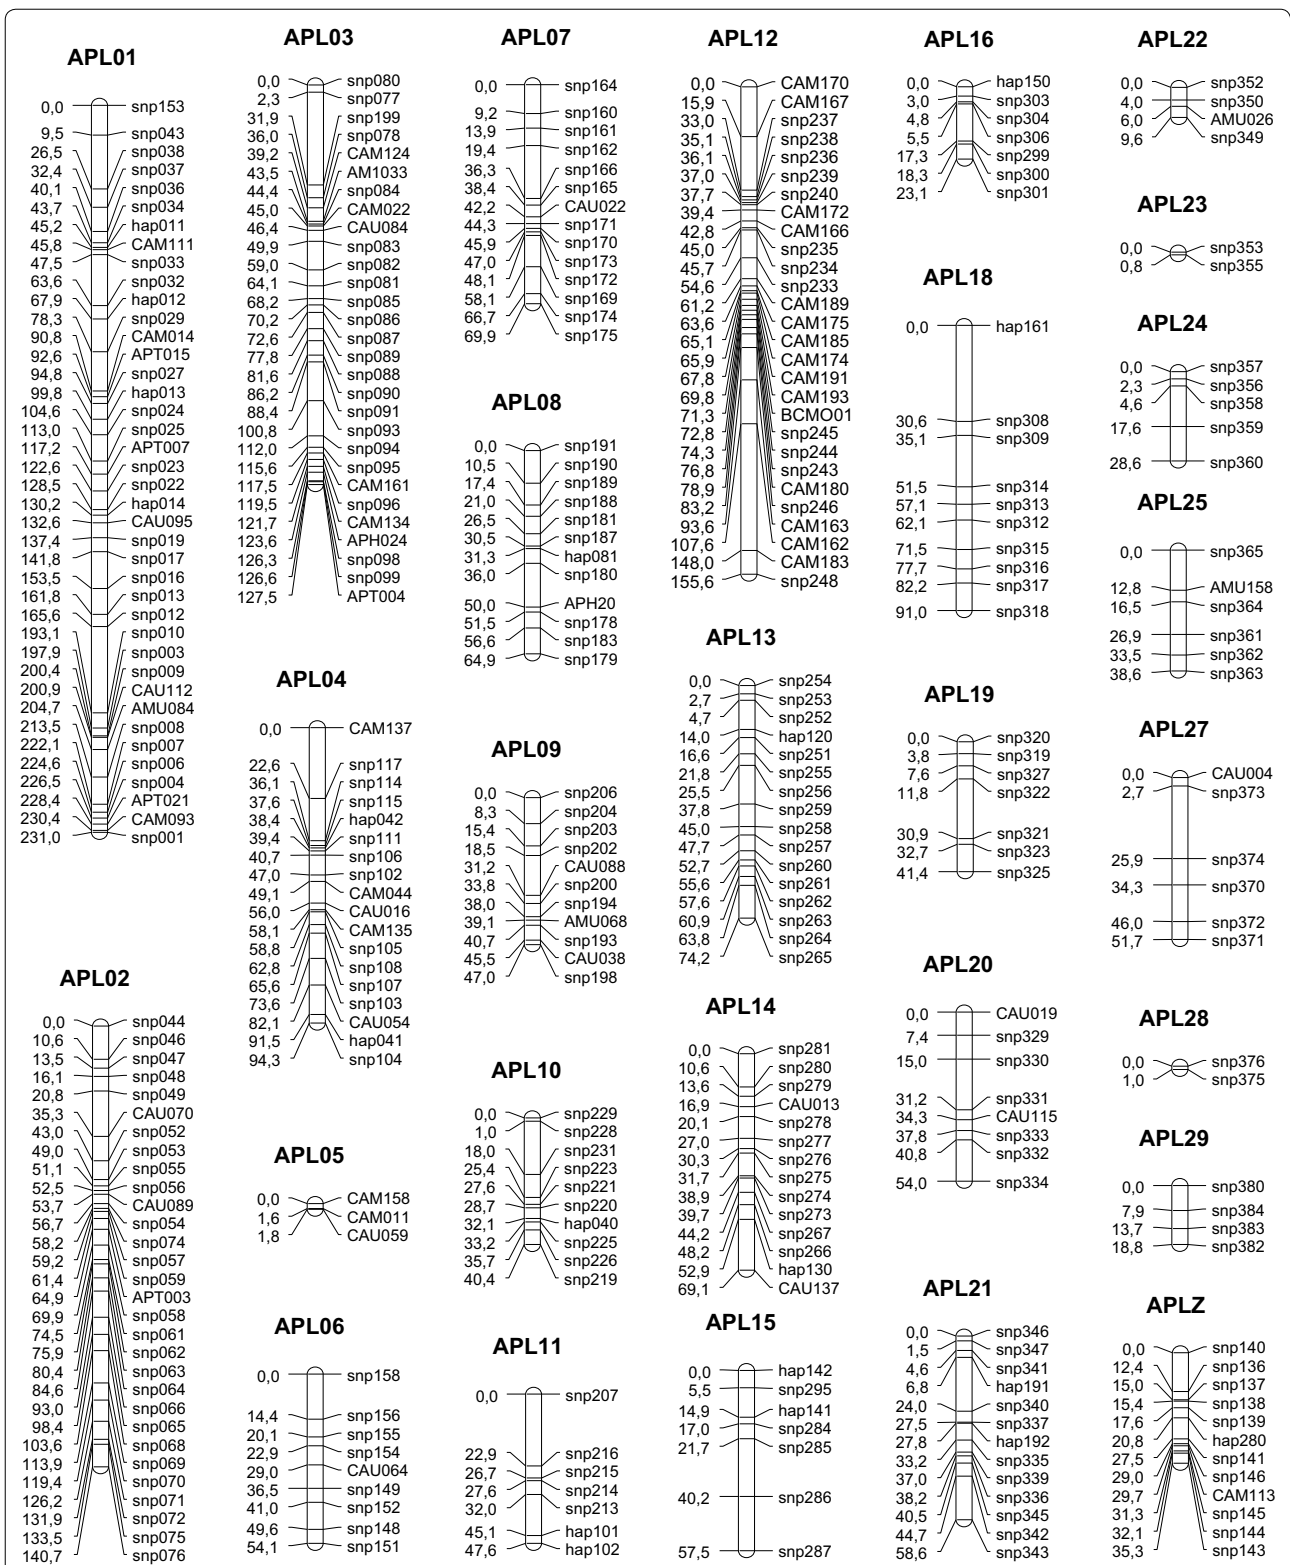 APL01
0,0 snp153
9,5 snp043
26,5 snp038
32,4 snp037
40,1 snp036
43,7 snp034
45,2 hap011
45,8 CAM111
47,5 snp033
63,6 snp032
67,9 hap012
78,3 snp029
90,8 CAM014
92,6 APT015
94,8 snp027
99,8 hap013
104,6 snp024
113,0 snp025
117,2 APT007
122,6 snp023
128,5 snp022
130,2 hap014
132,6 CAU095
137,4 snp019
141,8 snp017
153,5 snp016
161,8 snp013
165,6 snp012
193,1 snp010
197,9 snp003
200,4 snp009
200,9 CAU112
204,7 AMU084
213,5 snp008
222,1 snp007
224,6 snp006
226,5 snp004
228,4 APT021
230,4 CAM093
231,0 snp001
APL02
0,0 snp044
10,6 snp046
13,5 snp047
16,1 snp048
20,8 snp049
35,3 CAU070
43,0 snp052
49,0 snp053
51,1 snp055
52,5 snp056
53,7 CAU089
56,7 snp054
58,2 snp074
59,2 snp057
61,4 snp059
64,9 APT003
69,9 snp058
74,5 snp061
75,9 snp062
80,4 snp063
84,6 snp064
93,0 snp066
98,4 snp065
103,6 snp068
113,9 snp069
119,4 snp070
126,2 snp071
131,9 snp072
133,5 snp075
140,7 snp076
APL03
0,0 snp080
2,3 snp077
31,9 snp199
36,0 snp078
39,2 CAM124
43,5 AM1033
44,4 snp084
45,0 CAM022
46,4 CAU084
49,9 snp083
59,0 snp082
64,1 snp081
68,2 snp085
70,2 snp086
72,6 snp087
77,8 snp089
81,6 snp088
86,2 snp090
88,4 snp091
100,8 snp093
112,0 snp094
115,6 snp095
117,5 CAM161
119,5 snp096
121,7 CAM134
123,6 APH024
126,3 snp098
126,6 snp099
127,5 APT004
APL04
0,0 CAM137
22,6 snp117
36,1 snp114
37,6 snp115
38,4 hap042
39,4 snp111
40,7 snp106
47,0 snp102
49,1 CAM044
56,0 CAU016
58,1 CAM135
58,8 snp105
62,8 snp108
65,6 snp107
73,6 snp103
82,1 CAU054
91,5 hap041
94,3 snp104
APL05
0,0 CAM158
1,6 CAM011
1,8 CAU059
APL06
0,0 snp158
14,4 snp156
20,1 snp155
22,9 snp154
29,0 CAU064
36,5 snp149
41,0 snp152
49,6 snp148
54,1 snp151
APL07
0,0 snp164
9,2 snp160
13,9 snp161
19,4 snp162
36,3 snp166
38,4 snp165
42,2 CAU022
44,3 snp171
45,9 snp170
47,0 snp173
48,1 snp172
58,1 snp169
66,7 snp174
69,9 snp175
APL08
0,0 snp191
10,5 snp190
17,4 snp189
21,0 snp188
26,5 snp181
30,5 snp187
31,3 hap081
36,0 snp180
50,0 APH20
51,5 snp178
56,6 snp183
64,9 snp179
APL09
0,0 snp206
8,3 snp204
15,4 snp203
18,5 snp202
31,2 CAU088
33,8 snp200
38,0 snp194
39,1 AMU068
40,7 snp193
45,5 CAU038
47,0 snp198
APL10
0,0 snp229
1,0 snp228
18,0 snp231
25,4 snp223
27,6 snp221
28,7 snp220
32,1 hap040
33,2 snp225
35,7 snp226
40,4 snp219
APL11
0,0 snp207
22,9 snp216
26,7 snp215
27,6 snp214
32,0 snp213
45,1 hap101
47,6 hap102
APL12
0,0 CAM170
15,9 CAM167
33,0 snp237
35,1 snp238
36,1 snp236
37,0 snp239
37,7 snp240
39,4 CAM172
42,8 CAM166
45,0 snp235
45,7 snp234
54,6 snp233
61,2 CAM189
63,6 CAM175
65,1 CAM185
65,9 CAM174
67,8 CAM191
69,8 CAM193
71,3 BCMO01
72,8 snp245
74,3 snp244
76,8 snp243
78,9 CAM180
83,2 snp246
93,6 CAM163
107,6 CAM162
148,0 CAM183
155,6 snp248
APL13
0,0 snp254
2,7 snp253
4,7 snp252
14,0 hap120
16,6 snp251
21,8 snp255
25,5 snp256
37,8 snp259
45,0 snp258
47,7 snp257
52,7 snp260
55,6 snp261
57,6 snp262
60,9 snp263
63,8 snp264
74,2 snp265
APL14
0,0 snp281
10,6 snp280
13,6 snp279
16,9 CAU013
20,1 snp278
27,0 snp277
30,3 snp276
31,7 snp275
38,9 snp274
39,7 snp273
44,2 snp267
48,2 snp266
52,9 hap130
69,1 CAU137
APL15
0,0 hap142
5,5 snp295
14,9 hap141
17,0 snp284
21,7 snp285
40,2 snp286
57,5 snp287
APL16
0,0 hap150
3,0 snp303
4,8 snp304
5,5 snp306
17,3 snp299
18,3 snp300
23,1 snp301
APL18
0,0 hap161
30,6 snp308
35,1 snp309
51,5 snp314
57,1 snp313
62,1 snp312
71,5 snp315
77,7 snp316
82,2 snp317
91,0 snp318
APL19
0,0 snp320
3,8 snp319
7,6 snp327
11,8 snp322
30,9 snp321
32,7 snp323
41,4 snp325
APL20
0,0 CAU019
7,4 snp329
15,0 snp330
31,2 snp331
34,3 CAU115
37,8 snp333
40,8 snp332
54,0 snp334
APL21
0,0 snp346
1,5 snp347
4,6 snp341
6,8 hap191
24,0 snp340
27,5 snp337
27,8 hap192
33,2 snp335
37,0 snp339
38,2 snp336
40,5 snp345
44,7 snp342
58,6 snp343
APL22
0,0 snp352
4,0 snp350
6,0 AMU026
9,6 snp349
APL23
0,0 snp353
0,8 snp355
APL24
0,0 snp357
2,3 snp356
4,6 snp358
17,6 snp359
28,6 snp360
APL25
0,0 snp365
12,8 AMU158
16,5 snp364
26,9 snp361
33,5 snp362
38,6 snp363
APL27
0,0 CAU004
2,7 snp373
25,9 snp374
34,3 snp370
46,0 snp372
51,7 snp371
APL28
0,0 snp376
1,0 snp375
APL29
0,0 snp380
7,9 snp384
13,7 snp383
18,8 snp382
APLZ
0,0 snp140
12,4 snp136
15,0 snp137
15,4 snp138
17,6 snp139
20,8 hap280
27,5 snp141
29,0 snp146
29,7 CAM113
31,3 snp145
32,1 snp144
35,3 snp143